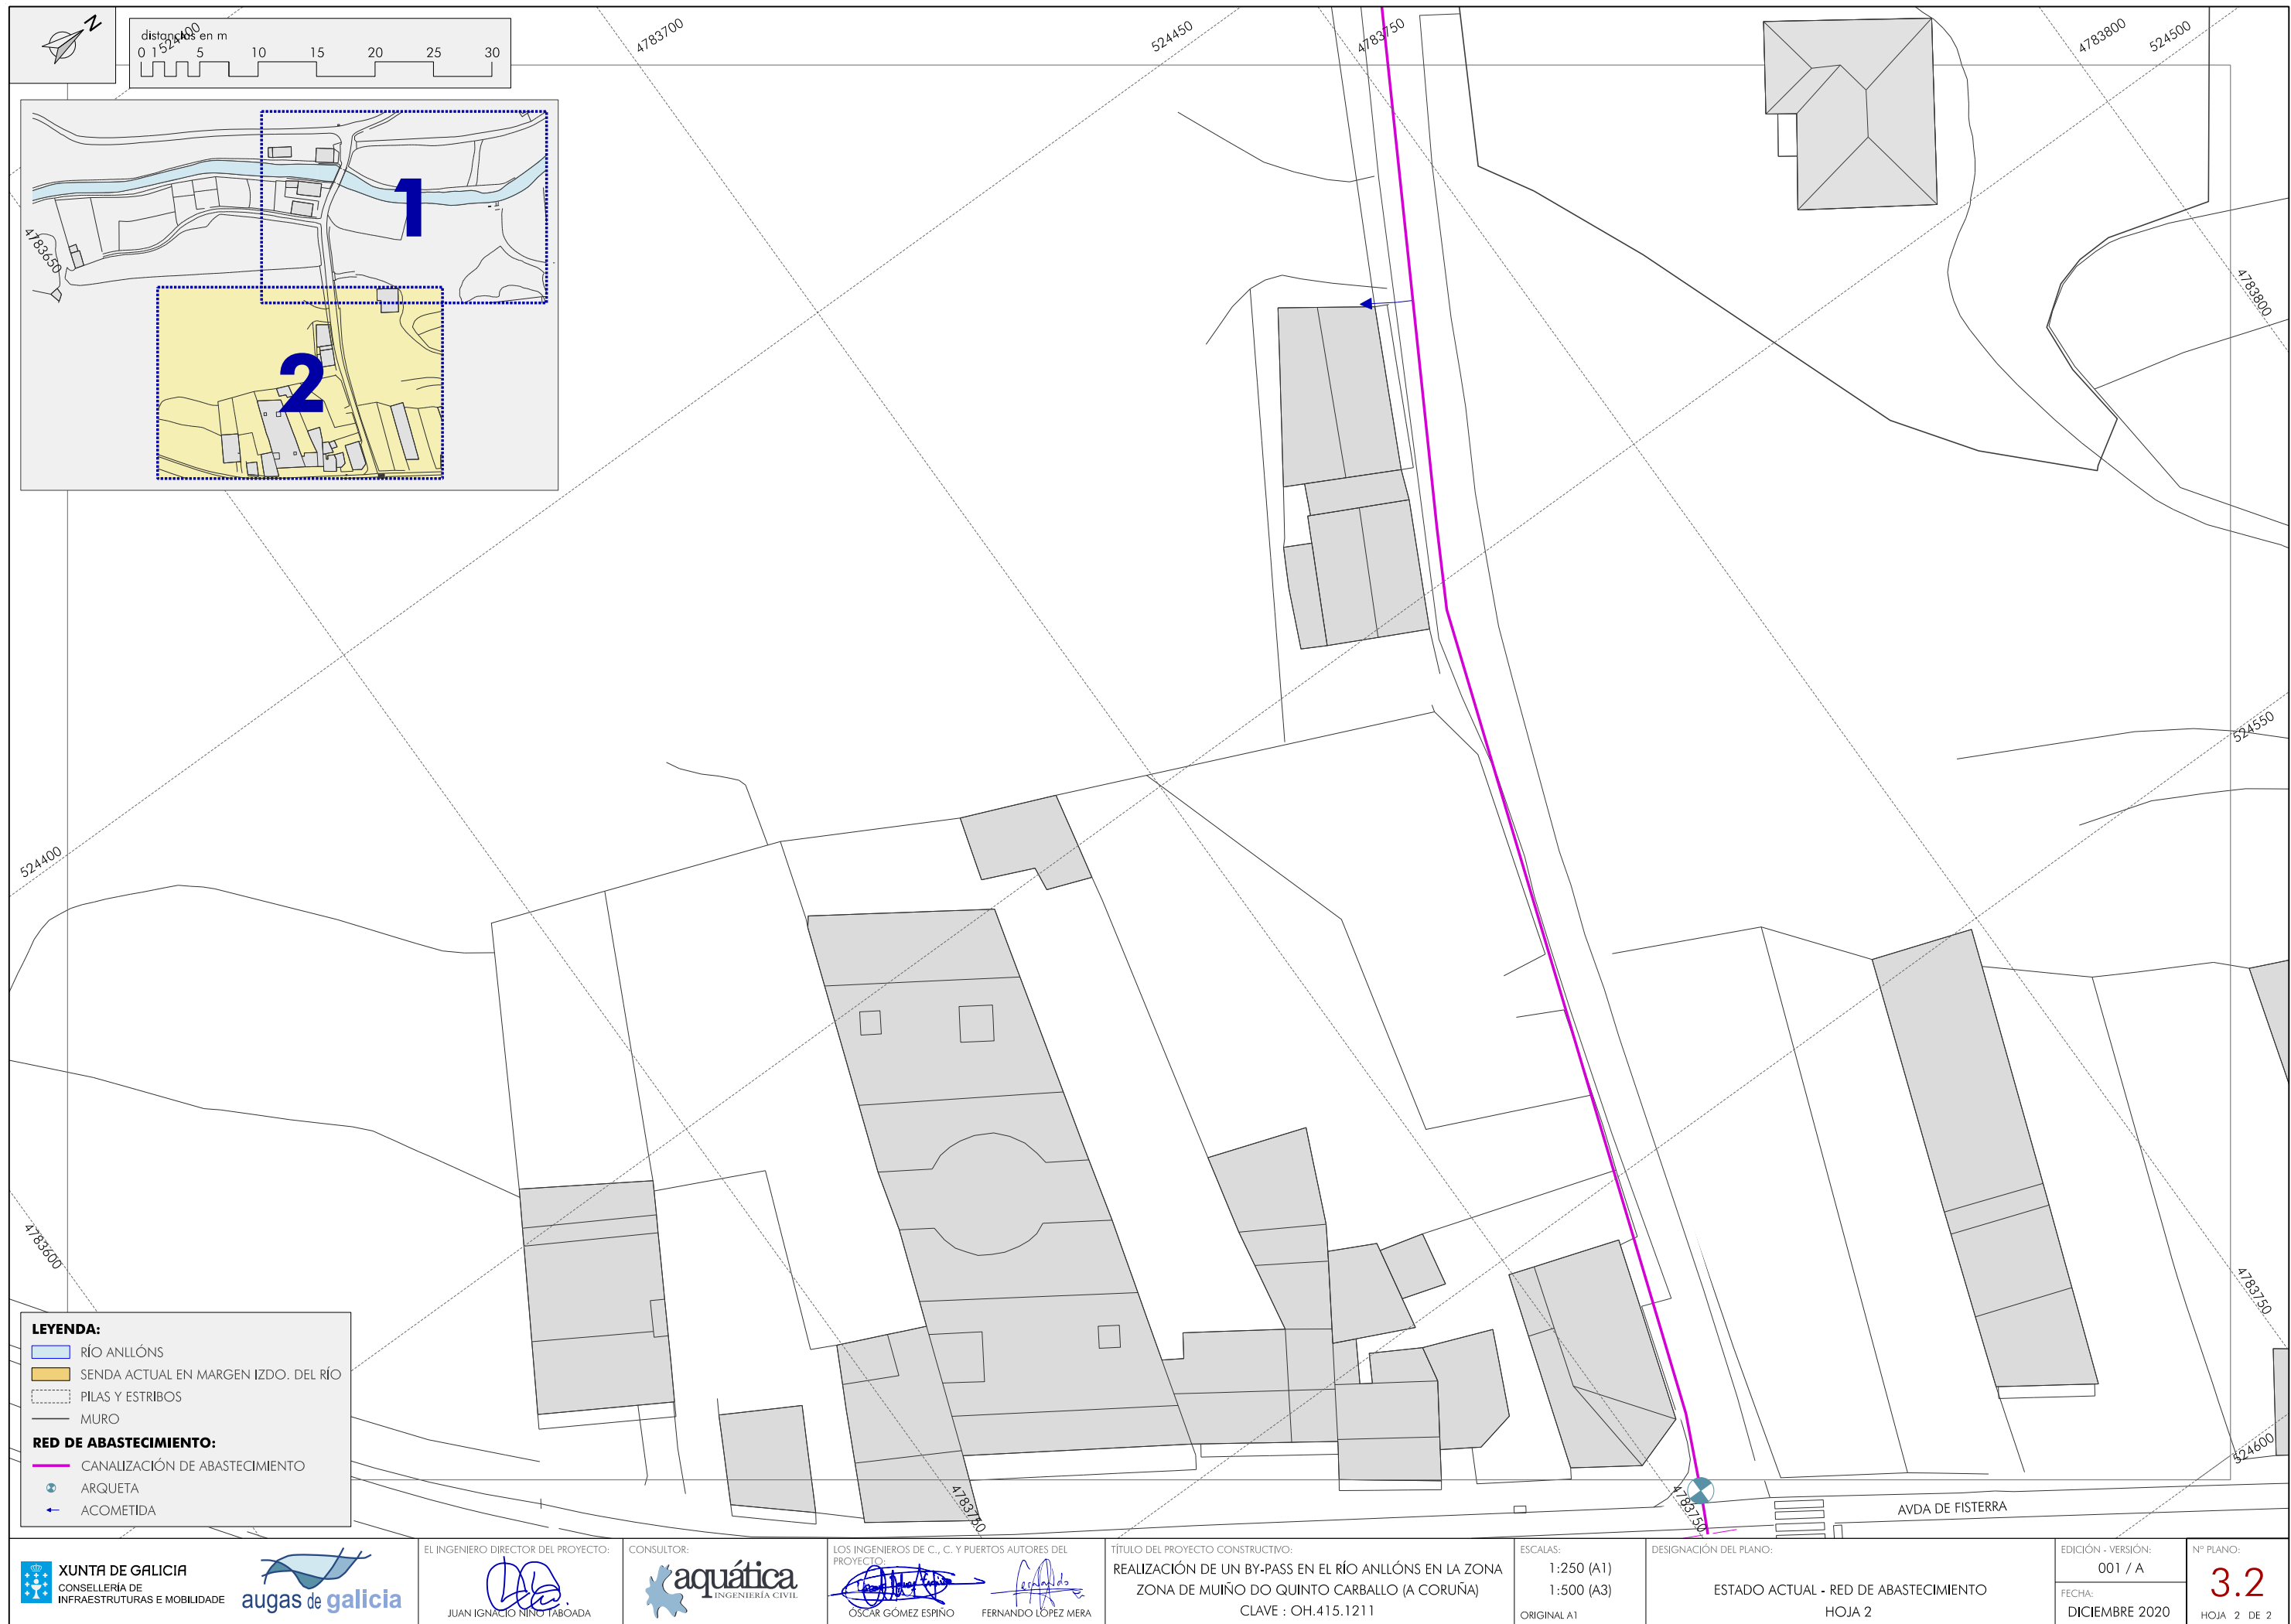 N
distancias en m
0 1 5 10 15 20 25 30
524400
4783700
524450
4783750
4783800
524500
4783650
1
2
4783800
524550
524400
4783600
4783750
524600
4783750
4783750
AVDA DE FISTERRA
LEYENDA:
RÍO ANLLÓNS
SENDA ACTUAL EN MARGEN IZDO. DEL RÍO
PILAS Y ESTRIBOS
MURO
RED DE ABASTECIMIENTO:
CANALIZACIÓN DE ABASTECIMIENTO
ARQUETA
ACOMETIDA
XUNTA DE GALICIA
CONSELLERÍA DE
INFRAESTRUTURAS E MOBILIDADE
augas de galicia
EL INGENIERO DIRECTOR DEL PROYECTO:
JUAN IGNACIO NIÑO TABOADA
CONSULTOR:
aquática
INGENIERÍA CIVIL
LOS INGENIEROS DE C., C. Y PUERTOS AUTORES DEL
PROYECTO:
ÓSCAR GÓMEZ ESPIÑO
FERNANDO LÓPEZ MERA
TÍTULO DEL PROYECTO CONSTRUCTIVO:
REALIZACIÓN DE UN BY-PASS EN EL RÍO ANLLÓNS EN LA ZONA
ZONA DE MUIÑO DO QUINTO CARBALLO (A CORUÑA)
CLAVE : OH.415.1211
ESCALAS:
1:250 (A1)
1:500 (A3)
ORIGINAL A1
DESIGNACIÓN DEL PLANO:
ESTADO ACTUAL - RED DE ABASTECIMIENTO
HOJA 2
EDICIÓN - VERSIÓN:
001 / A
FECHA:
DICIEMBRE 2020
Nº PLANO:
3.2
HOJA 2 DE 2